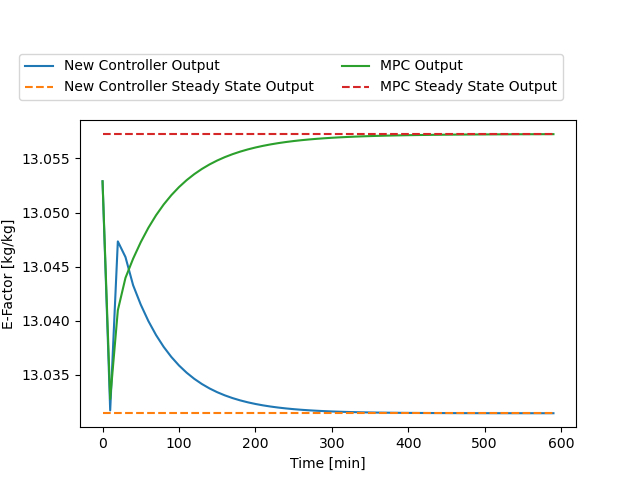 New Controller Output
New Controller Steady State Output
MPC Output
MPC Steady State Output
E-Factor [kg/kg]
13.055
13.050
13.045
13.040
13.035
0 100 200 300 400 500 600
Time [min]